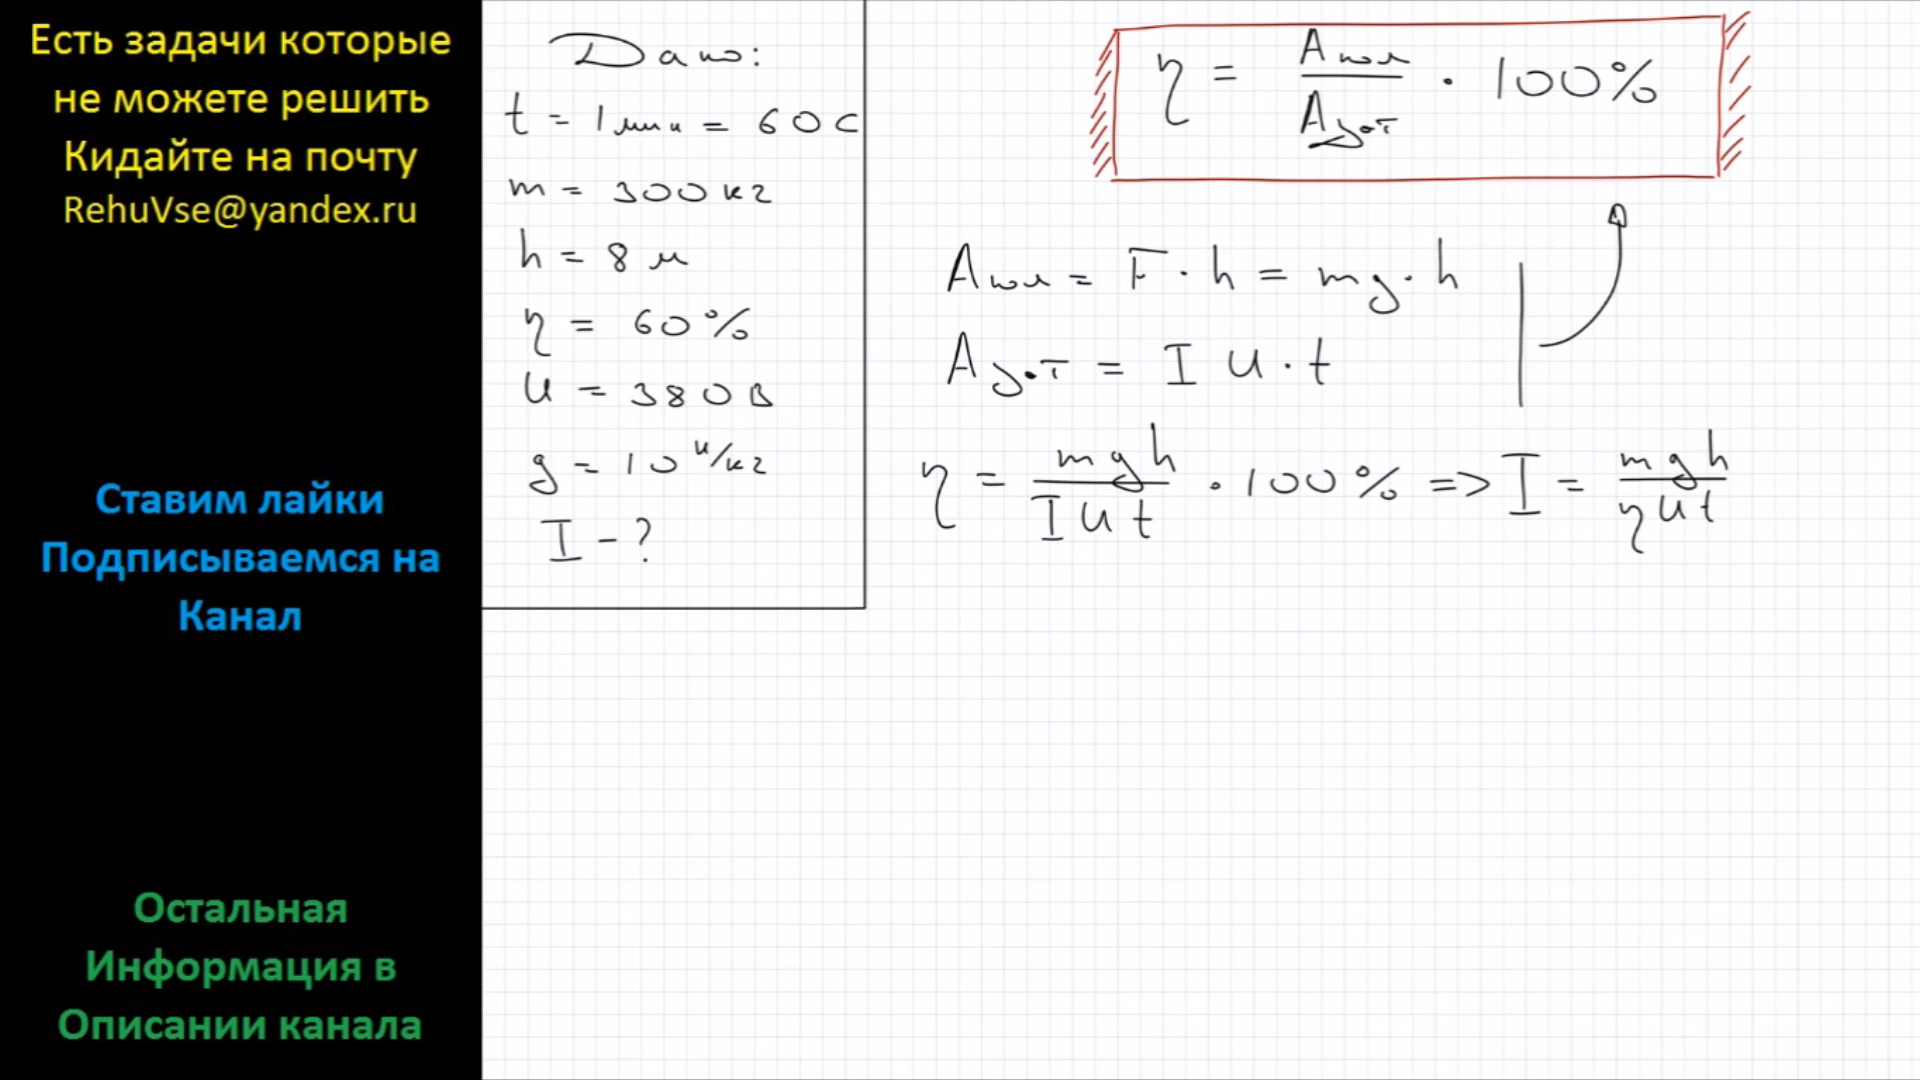 Есть задачи которые
не можете решить
Кидайте на почту
RehuVse@yandex.ru
Ставим лайки
Подписываемся на
Канал
Остальная
Информация в
Описании канала
Дано:
t = 1 мин = 60 с
m = 300 кг
h = 8 м
η = 60 %
U = 380 В
g = 10 Н/кг
I - ?
η = Aпол / Aзат · 100%
Aпол = F · h = mg · h
Aзат = I U · t
η = mgh / IUt · 100% => I = mgh / ηUt